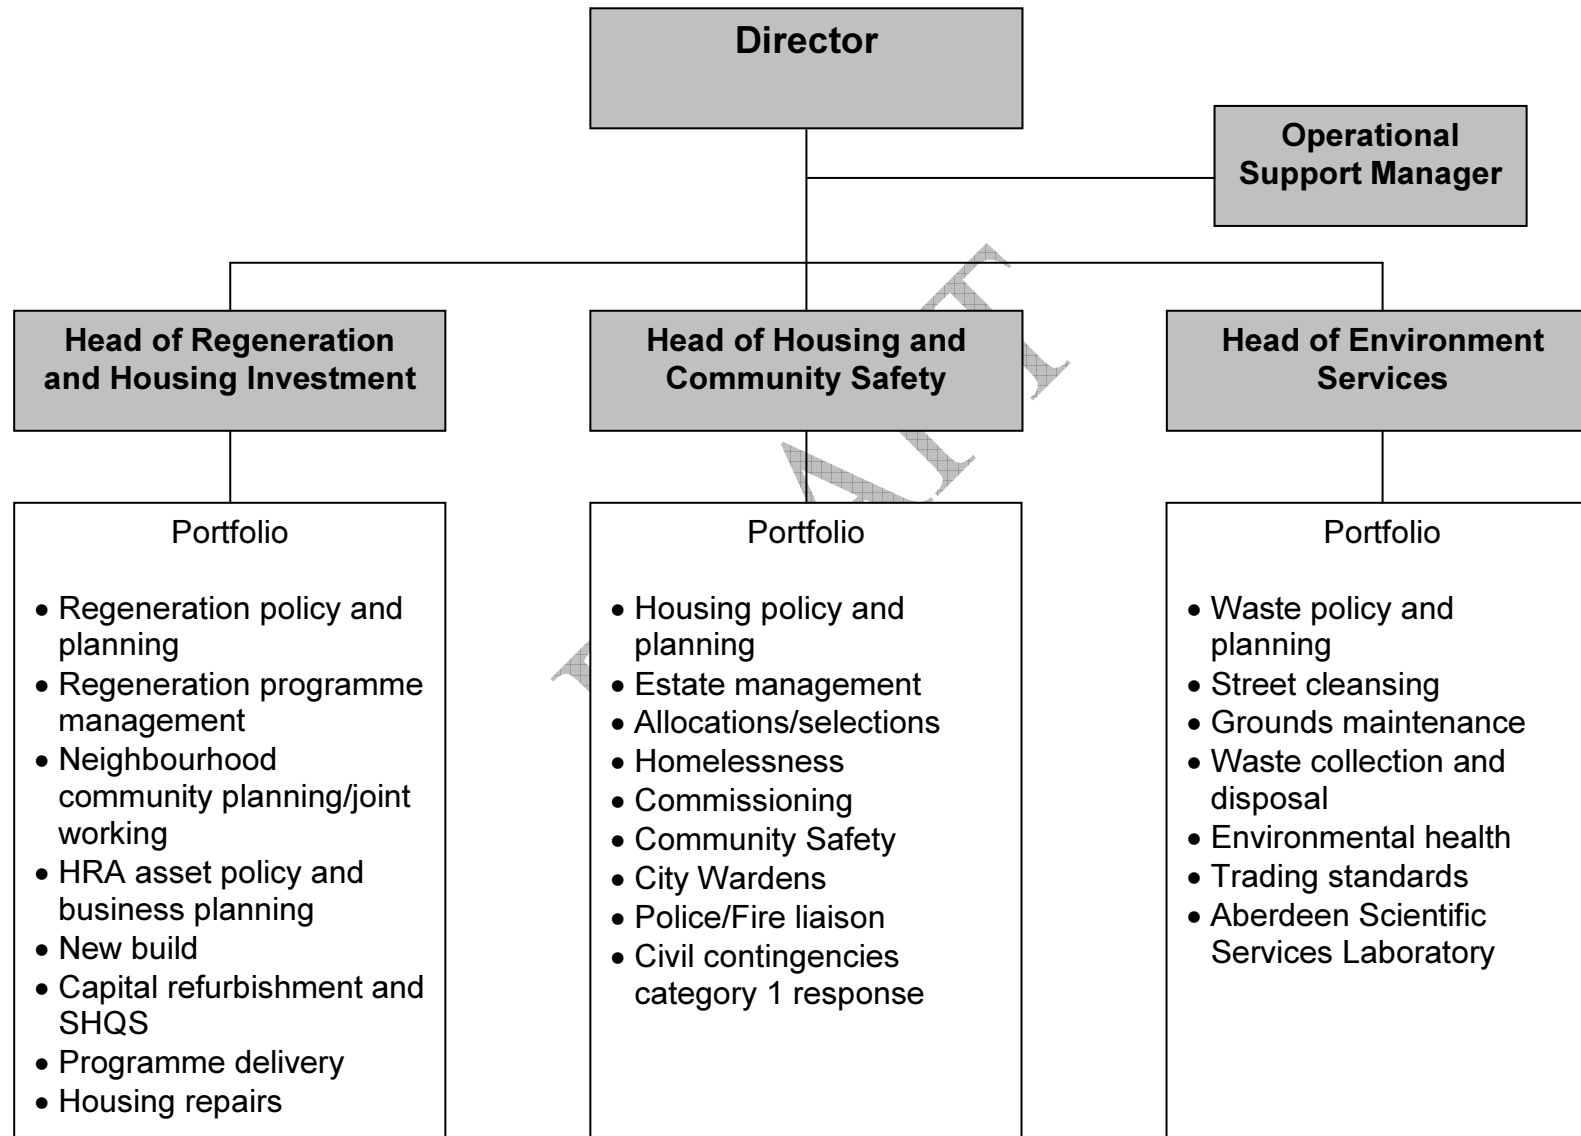 Director
Operational
Support Manager
Head of Regeneration
and Housing Investment
Head of Housing and
Community Safety
Head of Environment
Services
Portfolio
• Regeneration policy and
planning
• Regeneration programme
management
• Neighbourhood
community planning/joint
working
• HRA asset policy and
business planning
• New build
• Capital refurbishment and
SHQS
• Programme delivery
• Housing repairs
Portfolio
• Housing policy and
planning
• Estate management
• Allocations/selections
• Homelessness
• Commissioning
• Community Safety
• City Wardens
• Police/Fire liaison
• Civil contingencies
category 1 response
Portfolio
• Waste policy and
planning
• Street cleansing
• Grounds maintenance
• Waste collection and
disposal
• Environmental health
• Trading standards
• Aberdeen Scientific
Services Laboratory